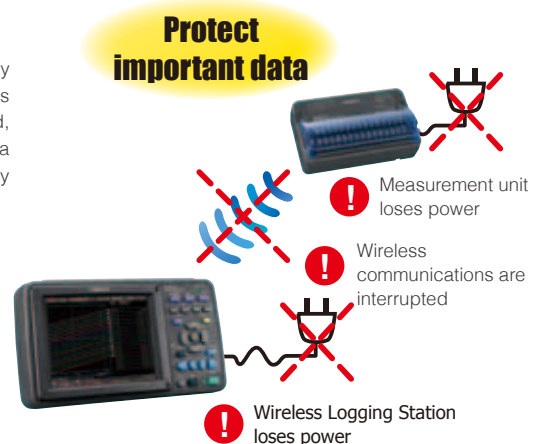 Protect
important data
y
s
d,
a
y
Measurement unit
loses power
Wireless
communications are
interrupted
Wireless Logging Station
loses power